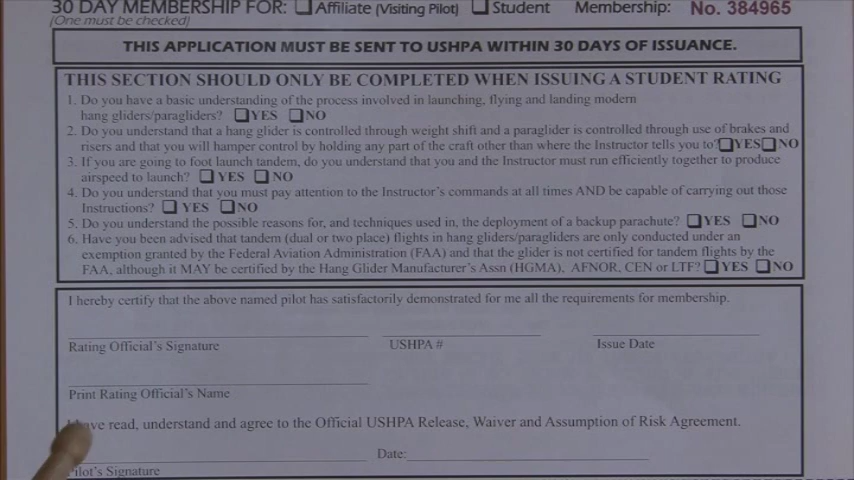 30 DAY MEMBERSHIP FOR: Affiliate (Visiting Pilot) Student Membership: No. 384965
(One must be checked)
THIS APPLICATION MUST BE SENT TO USHPA WITHIN 30 DAYS OF ISSUANCE.
THIS SECTION SHOULD ONLY BE COMPLETED WHEN ISSUING A STUDENT RATING
1. Do you have a basic understanding of the process involved in launching, flying and landing modern
hang gliders/paragliders? YES NO
2. Do you understand that a hang glider is controlled through weight shift and a paraglider is controlled through use of brakes and
risers and that you will hamper control by holding any part of the craft other than where the Instructor tells you to? YES NO
3. If you are going to foot launch tandem, do you understand that you and the Instructor must run efficiently together to produce
airspeed to launch? YES NO
4. Do you understand that you must pay attention to the Instructor's commands at all times AND be capable of carrying out those
Instructions? YES NO
5. Do you understand the possible reasons for, and techniques used in, the deployment of a backup parachute? YES NO
6. Have you been advised that tandem (dual or two place) flights in hang gliders/paragliders are only conducted under an
exemption granted by the Federal Aviation Administration (FAA) and that the glider is not certified for tandem flights by the
FAA, although it MAY be certified by the Hang Glider Manufacturer's Assn (HGMA), AFNOR, CEN or LTF? YES NO
I hereby certify that the above named pilot has satisfactorily demonstrated for me all the requirements for membership.
Rating Official's Signature USHPA # Issue Date
Print Rating Official's Name
I have read, understand and agree to the Official USHPA Release, Waiver and Assumption of Risk Agreement.
Date:
Pilot's Signature